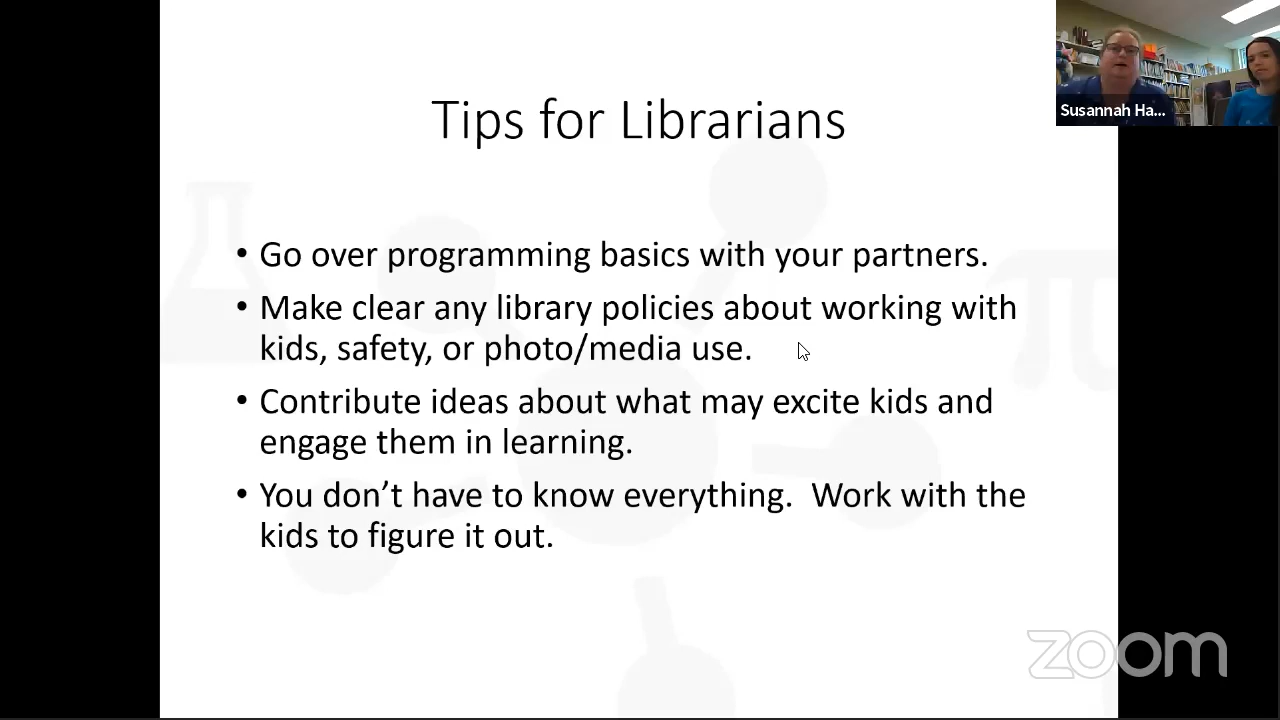 Tips for Librarians
Susannah Ha...
• Go over programming basics with your partners.
• Make clear any library policies about working with
kids, safety, or photo/media use.
• Contribute ideas about what may excite kids and
engage them in learning.
• You don’t have to know everything.  Work with the
kids to figure it out.
zoom